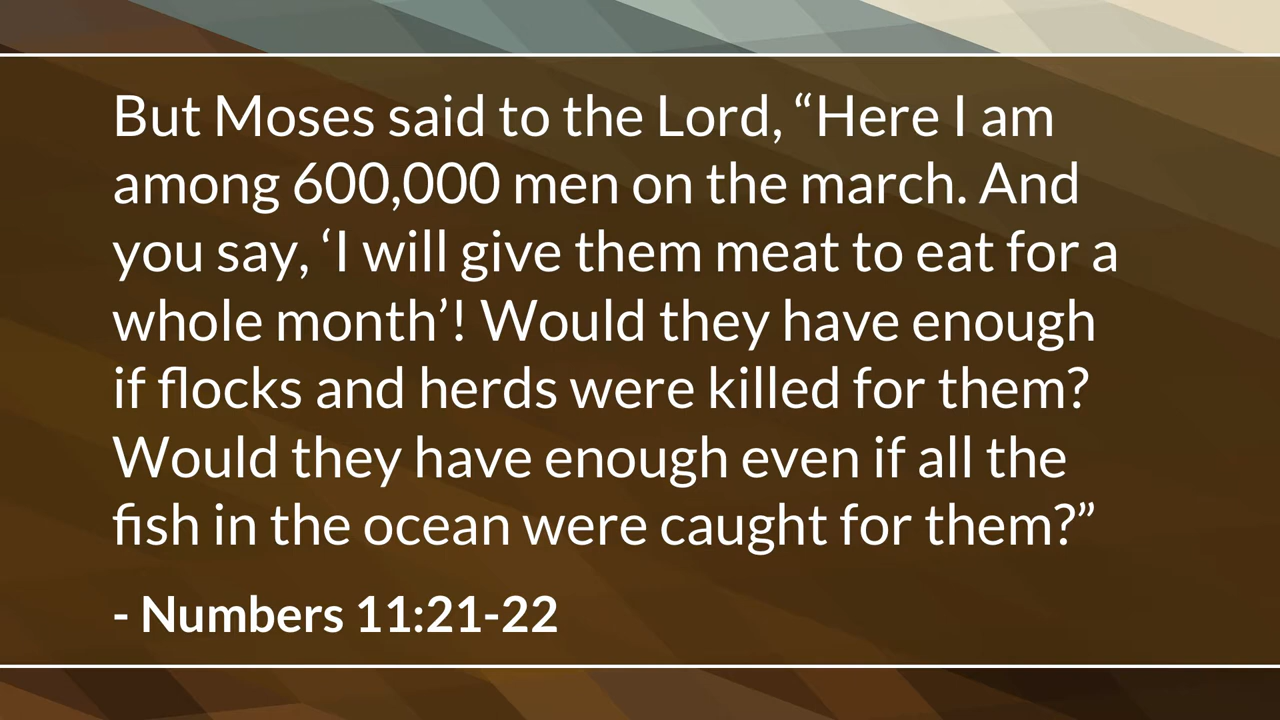 But Moses said to the Lord, “Here I am
among 600,000 men on the march. And
you say, ‘I will give them meat to eat for a
whole month’! Would they have enough
if flocks and herds were killed for them?
Would they have enough even if all the
fish in the ocean were caught for them?”
- Numbers 11:21-22